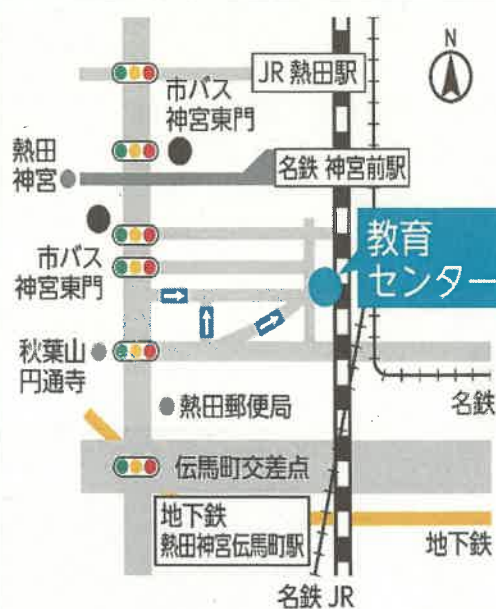 JR 熱田駅
N
市バス
神宮東門
熱田
神宮
名鉄 神宮前駅
市バス
神宮東門
教育
センター
秋葉山
円通寺
名鉄
熱田郵便局
伝馬町交差点
地下鉄
熱田神宮伝馬町駅
地下鉄
名鉄 JR